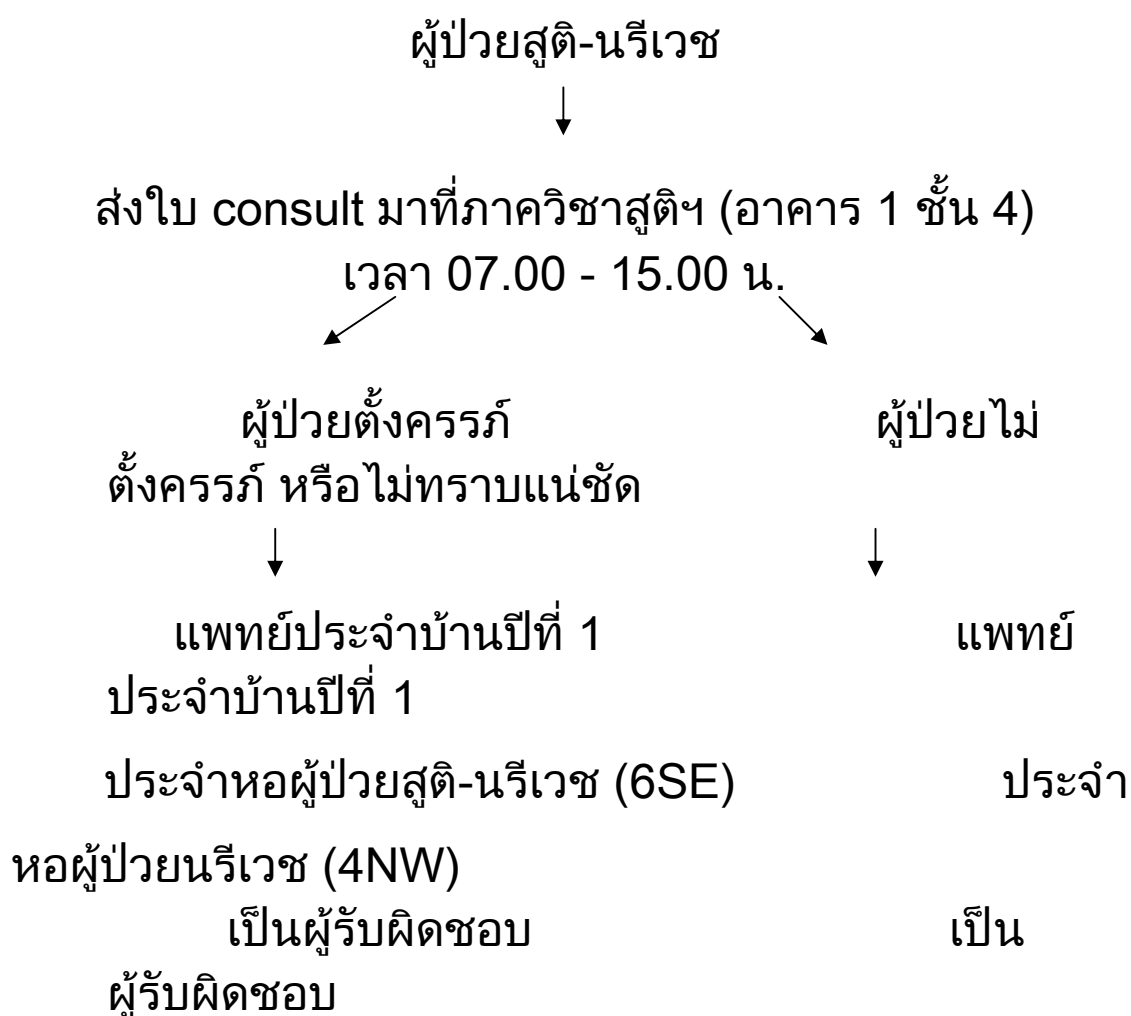 ผู้ป่วยสูติ-นรีเวช
ส่งใบ consult มาที่ภาควิชาสูติฯ (อาคาร 1 ชั้น 4)
เวลา 07.00 - 15.00 น.
ผู้ป่วยตั้งครรภ์ ผู้ป่วยไม่
ตั้งครรภ์ หรือไม่ทราบแน่ชัด
แพทย์ประจำบ้านปีที่ 1 แพทย์
ประจำบ้านปีที่ 1
ประจำหอผู้ป่วยสูติ-นรีเวช (6SE) ประจำ
หอผู้ป่วยนรีเวช (4NW)
เป็นผู้รับผิดชอบ เป็น
ผู้รับผิดชอบ